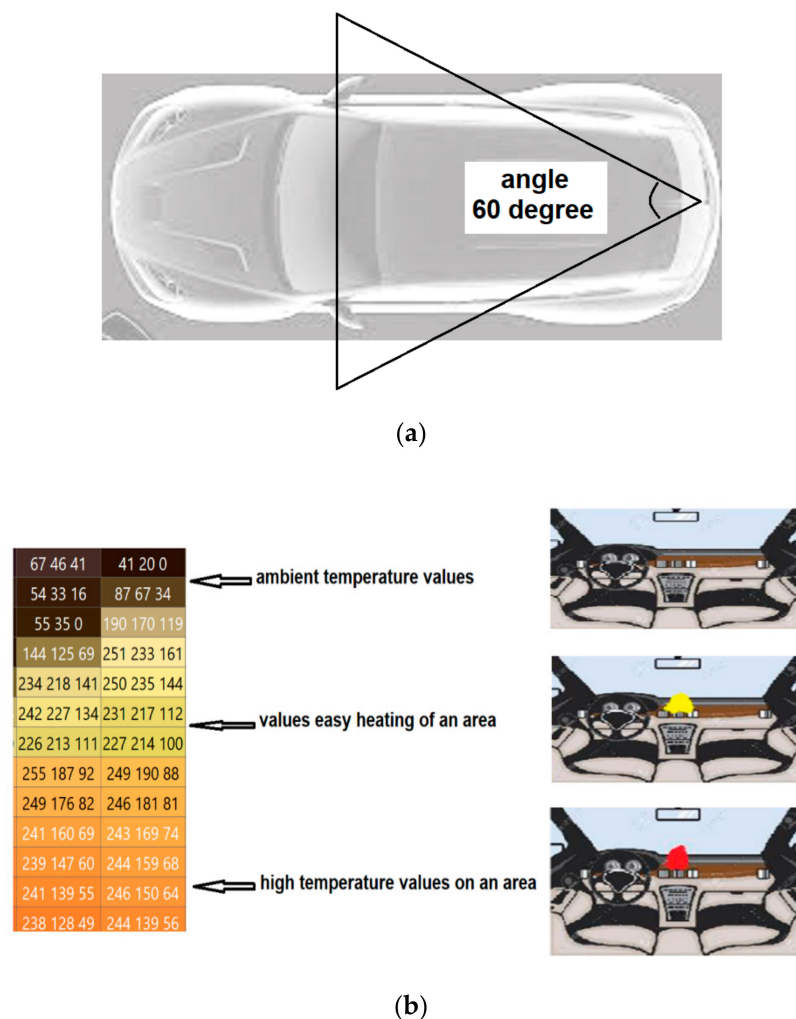 angle
60 degree
(a)
67 46 41 41 20 0
54 33 16 87 67 34
55 35 0 190 170 119
144 125 69 251 233 161
234 218 141 250 235 144
242 227 134 231 217 112
226 213 111 227 214 100
255 187 92 249 190 88
249 176 82 246 181 81
241 160 69 243 169 74
239 147 60 244 159 68
241 139 55 246 150 64
238 128 49 244 139 56
ambient temperature values
values easy heating of an area
high temperature values on an area
(b)